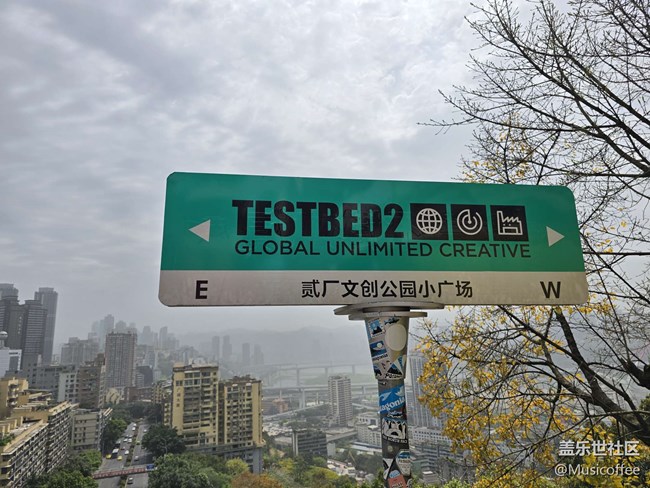 TESTBED2
GLOBAL UNLIMITED CREATIVE
E 贰厂文创公园小广场 W
patagonia
盖乐世社区
@Musicoffee